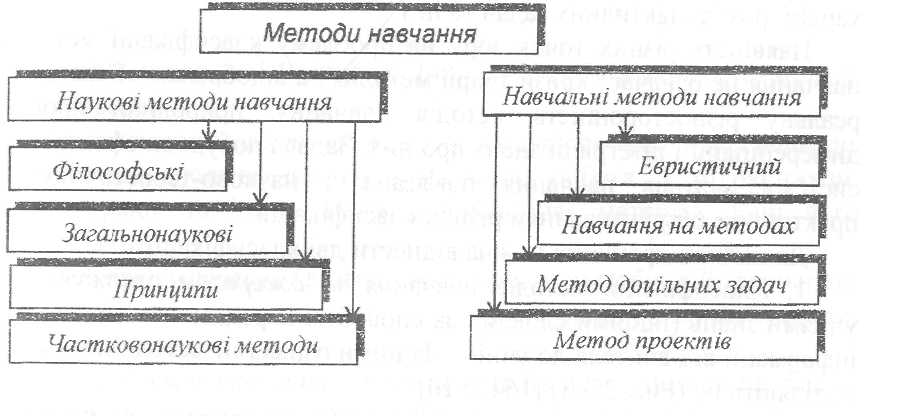 Методи навчання
Наукові методи навчання
Навчальні методи навчання
Філософські
Евристичний
Загальнонаукові
Навчання на методах
Принципи
Метод доцільних задач
Частковонаукові методи
Метод проектів